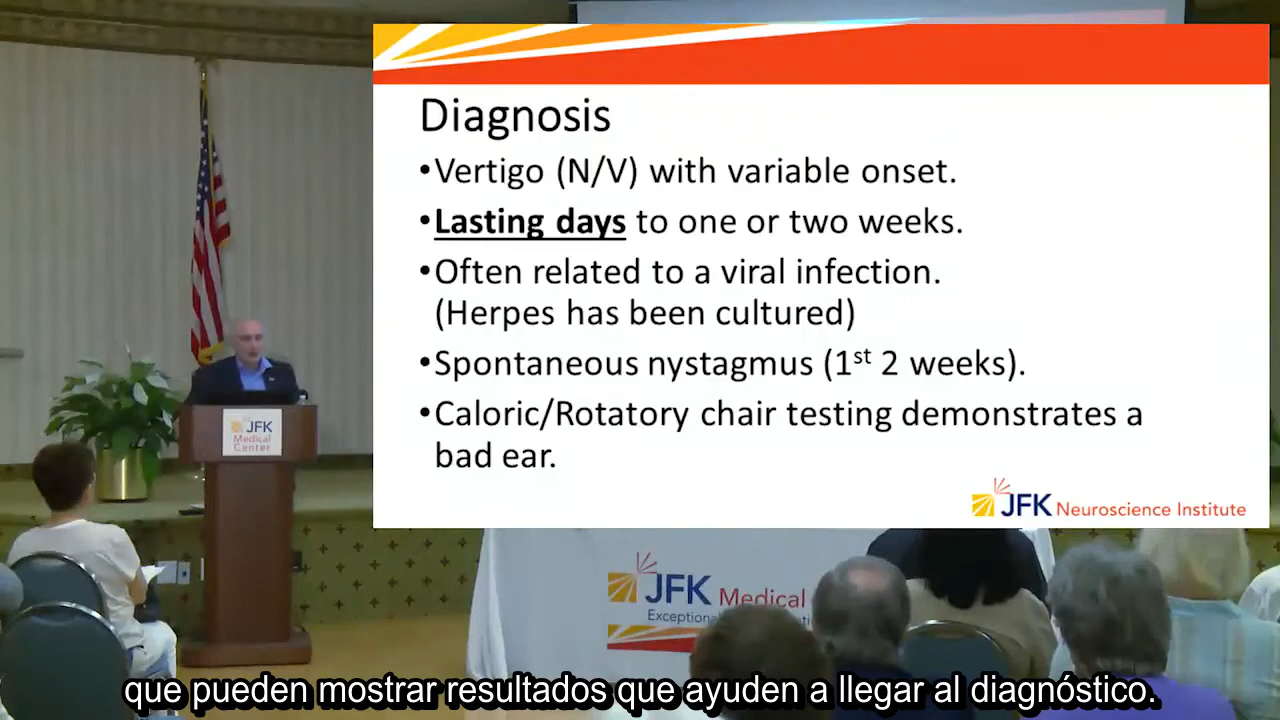 Diagnosis
•Vertigo (N/V) with variable onset.
•Lasting days to one or two weeks.
•Often related to a viral infection.
(Herpes has been cultured)
•Spontaneous nystagmus (1st 2 weeks).
•Caloric/Rotatory chair testing demonstrates a
bad ear.
JFK Neuroscience Institute
JFK
Medical
Center
JFK Medical
que pueden mostrar resultados que ayuden a llegar al diagnóstico.